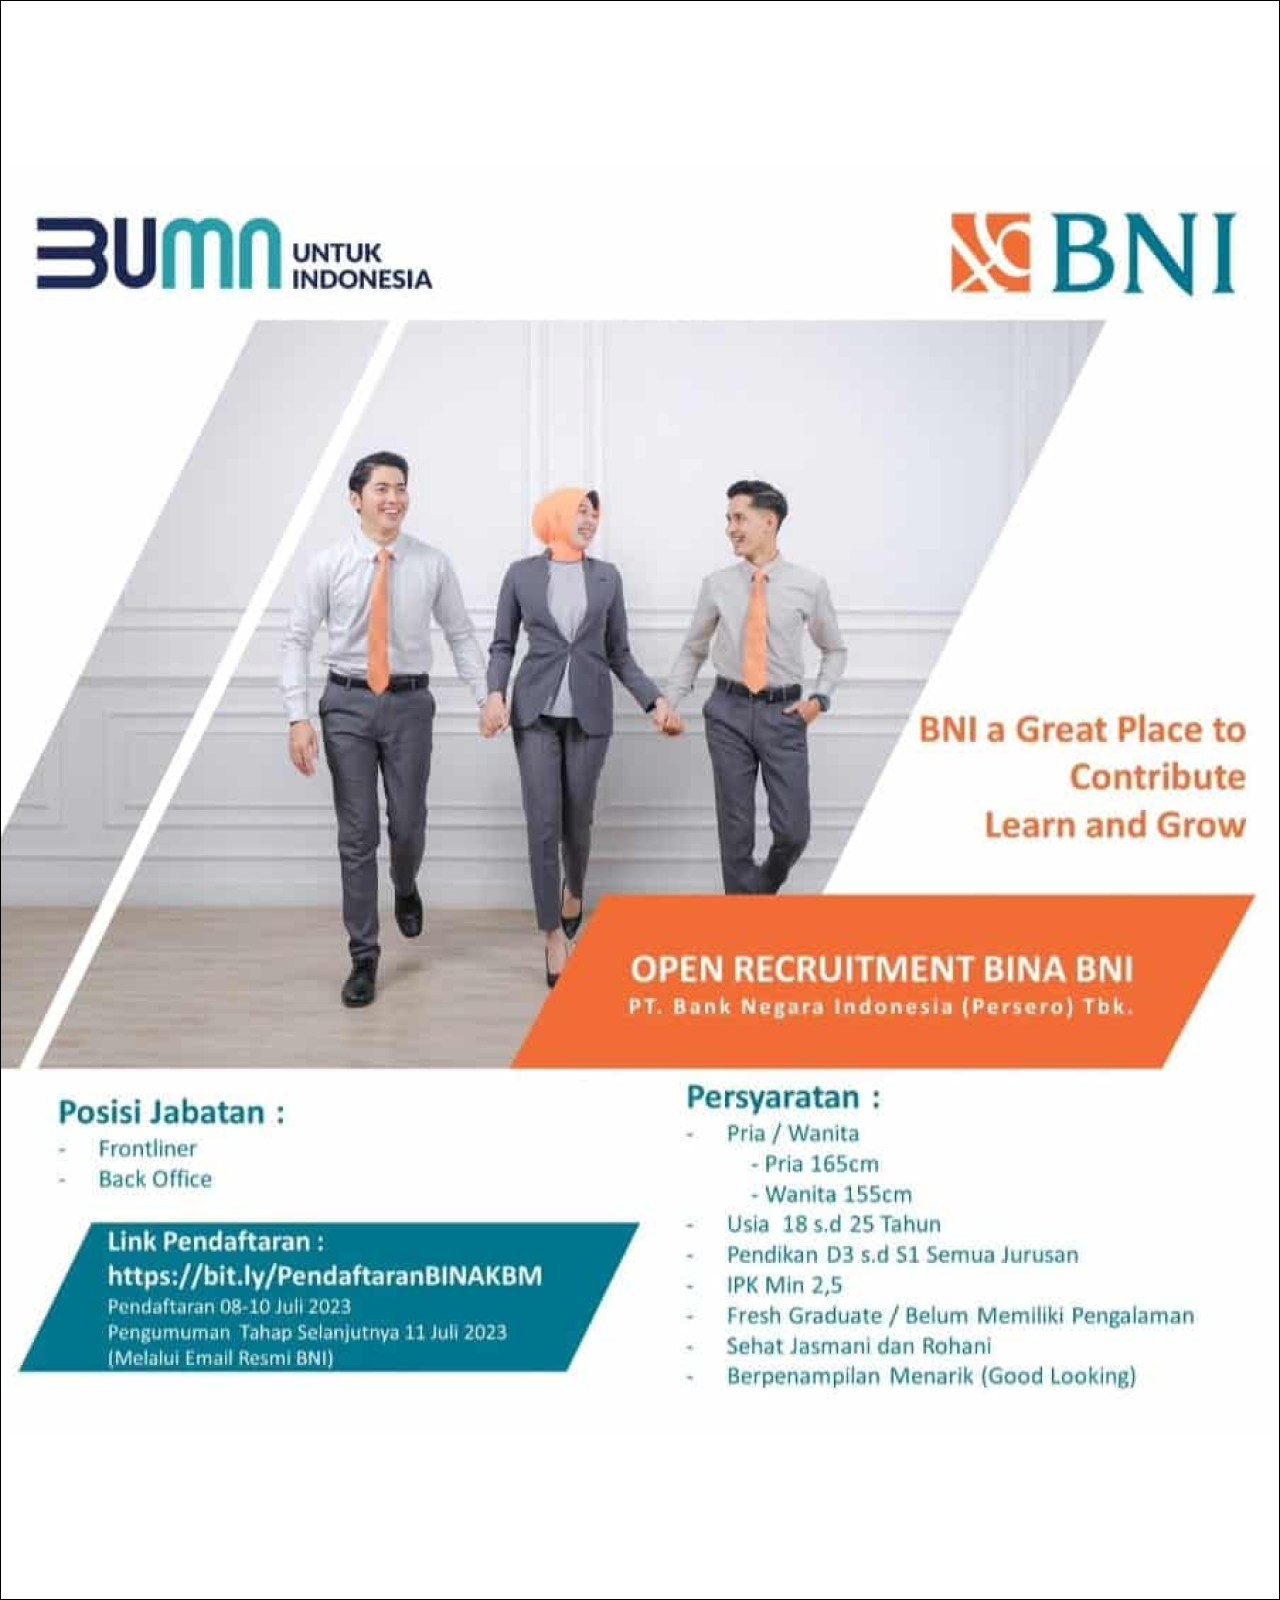 BUMN UNTUK
INDONESIA
BNI
BNI a Great Place to
Contribute
Learn and Grow
OPEN RECRUITMENT BINA BNI
PT. Bank Negara Indonesia (Persero) Tbk.
Posisi Jabatan :
- Frontliner
- Back Office
Link Pendaftaran :
https://bit.ly/PendaftaranBINAKBM
Pendaftaran 08-10 Juli 2023
Pengumuman Tahap Selanjutnya 11 Juli 2023
(Melalui Email Resmi BNI)
Persyaratan :
- Pria / Wanita
- Pria 165cm
- Wanita 155cm
- Usia 18 s.d 25 Tahun
- Pendikan D3 s.d S1 Semua Jurusan
- IPK Min 2,5
- Fresh Graduate / Belum Memiliki Pengalaman
- Sehat Jasmani dan Rohani
- Berpenampilan Menarik (Good Looking)